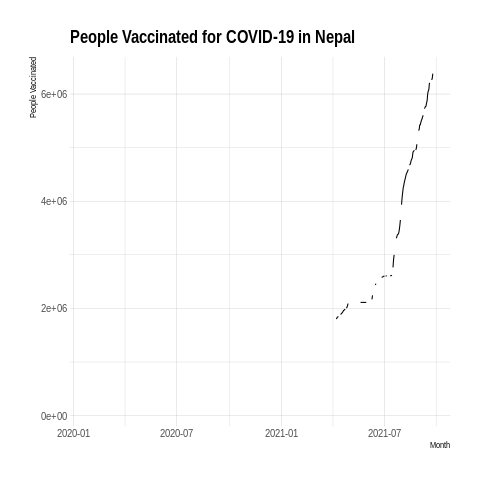 People Vaccinated for COVID-19 in Nepal
People Vaccinated
6e+06
4e+06
2e+06
0e+00
2020-01 2020-07 2021-01 2021-07
Month